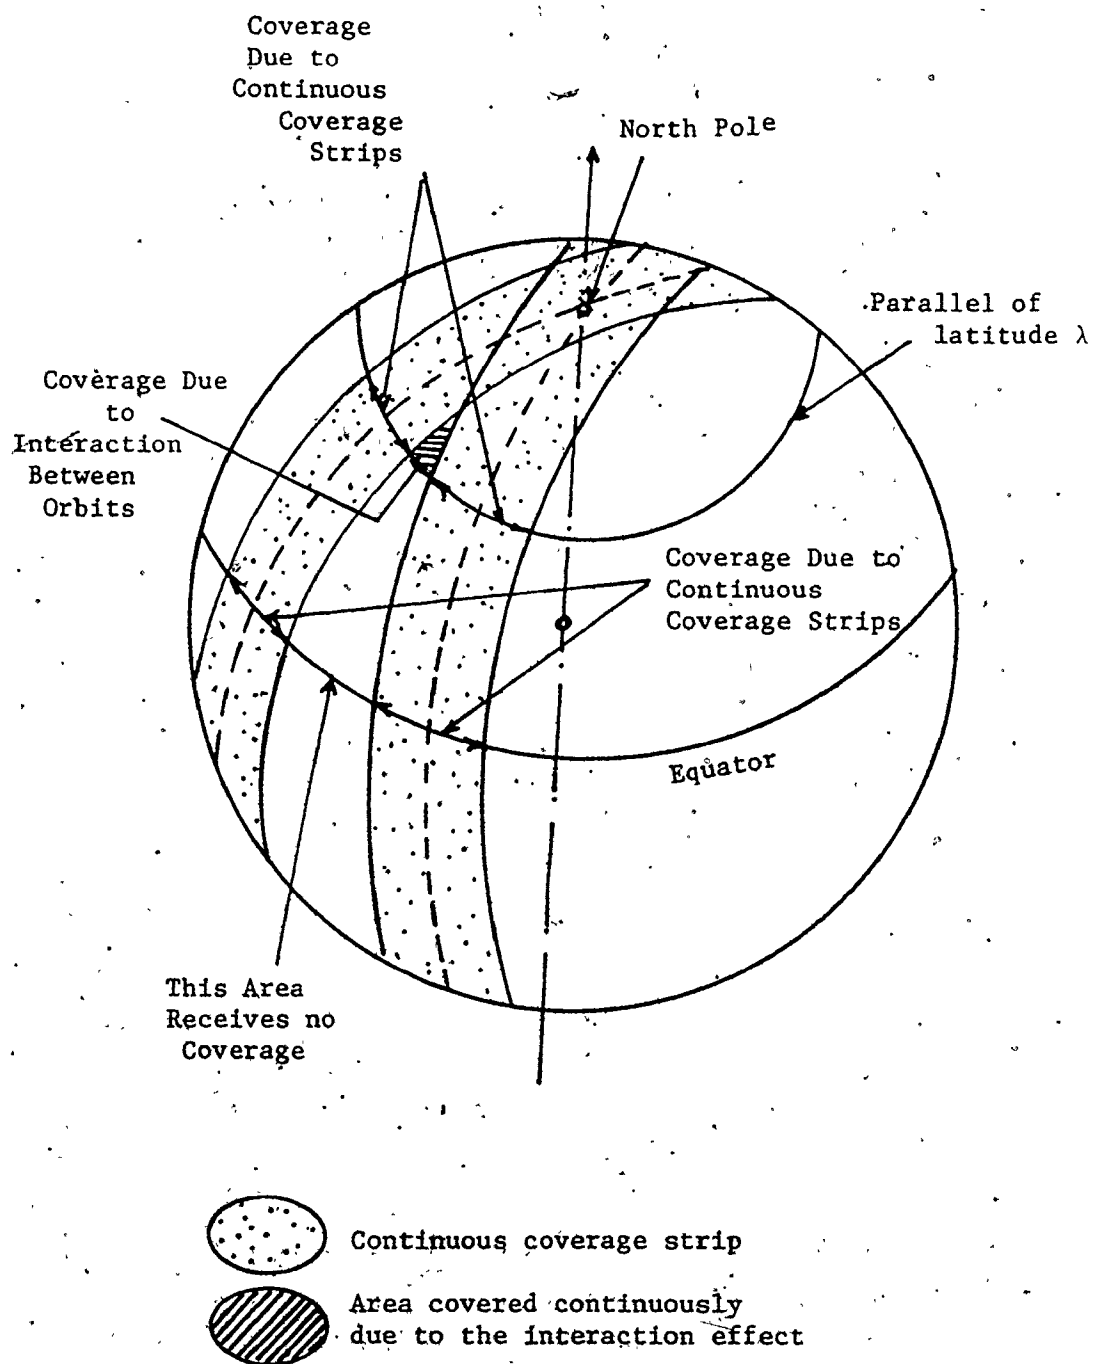 Coverage
Due to
Continuous
Coverage
Strips
North Pole
Parallel of
latitude λ
Coverage Due
to
Interaction
Between
Orbits
Coverage Due to
Continuous
Coverage Strips
Equator
This Area
Receives no
Coverage
Continuous coverage strip
Area covered continuously
due to the interaction effect